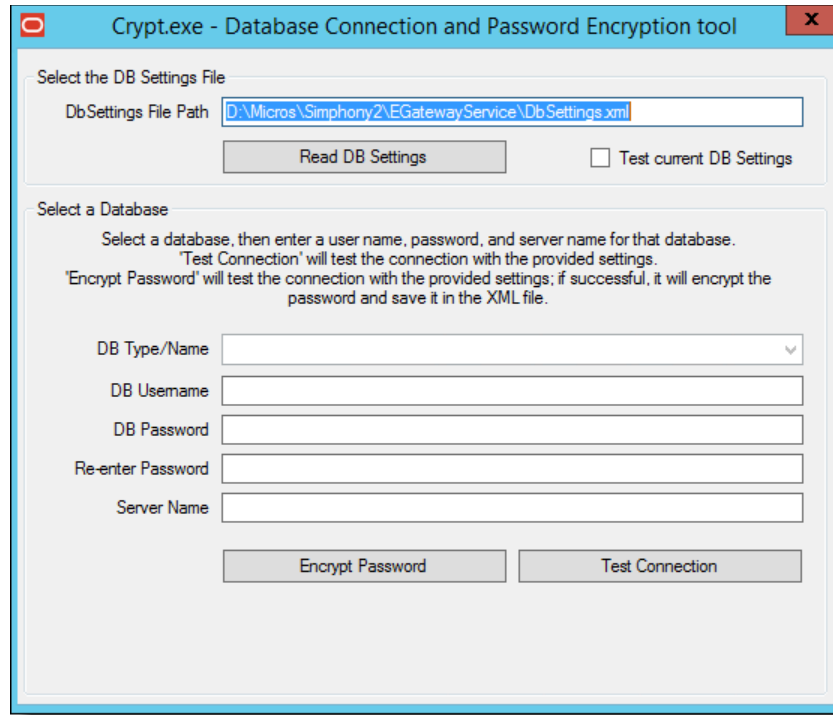 Crypt.exe - Database Connection and Password Encryption tool
x
Select the DB Settings File
DbSettings File Path D:\Micros\Simphony2\EGatewayService\DbSettings.xml
Read DB Settings Test current DB Settings
Select a Database
Select a database, then enter a user name, password, and server name for that database.
'Test Connection' will test the connection with the provided settings.
'Encrypt Password' will test the connection with the provided settings; if successful, it will encrypt the
password and save it in the XML file.
DB Type/Name
DB Username
DB Password
Re-enter Password
Server Name
Encrypt Password Test Connection